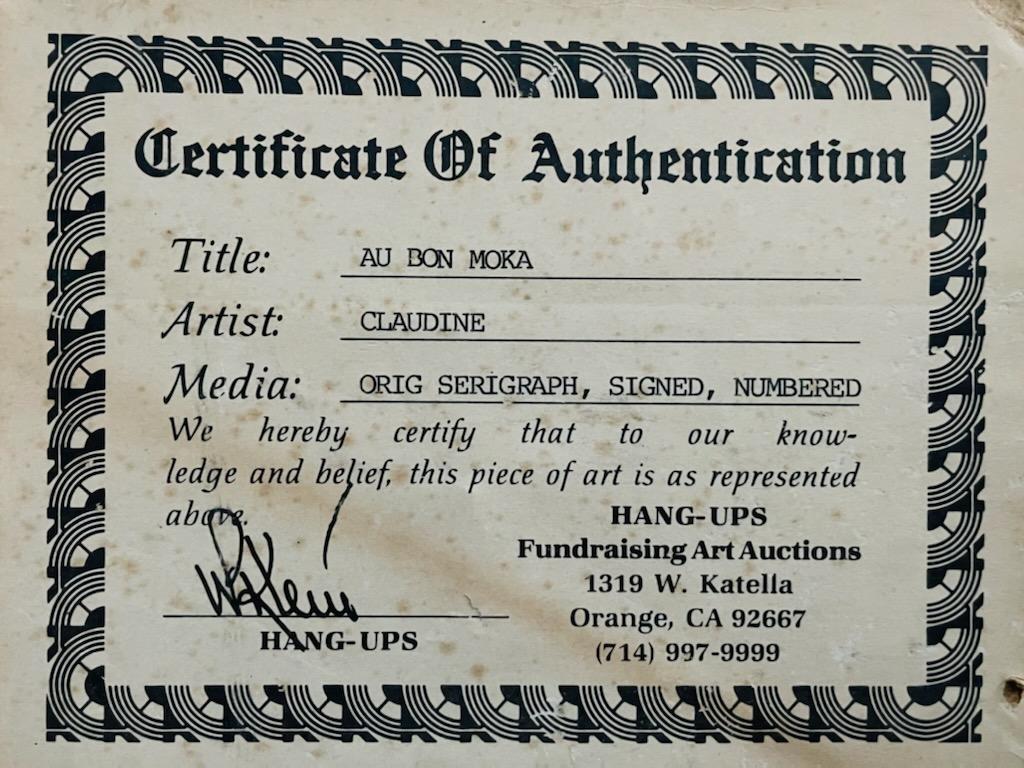 Certificate Of Authentication
Title: AU BON MOKA
Artist: CLAUDINE
Media: ORIG SERIGRAPH, SIGNED, NUMBERED
We hereby certify that to our know-
ledge and belief, this piece of art is as represented
above.
HANG-UPS
Fundraising Art Auctions
1319 W. Katella
Orange, CA 92667
(714) 997-9999
HANG-UPS